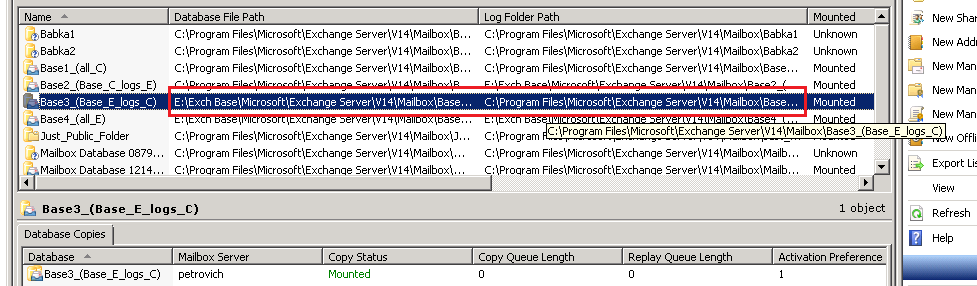 Name Database File Path Log Folder Path Mounted
Babka1 C:\Program Files\Microsoft\Exchange Server\V14\Mailbox\B... C:\Program Files\Microsoft\Exchange Server\V14\Mailbox\Babka1 Unknown
Babka2 C:\Program Files\Microsoft\Exchange Server\V14\Mailbox\B... C:\Program Files\Microsoft\Exchange Server\V14\Mailbox\Babka2 Unknown
Base1_(all_C) C:\Program Files\Microsoft\Exchange Server\V14\Mailbox\B... C:\Program Files\Microsoft\Exchange Server\V14\Mailbox\Base... Mounted
Base2_(Base_C_logs_E) C:\Program Files\Microsoft\Exchange Server\V14\Mailbox\B... E:\Exch Base\Microsoft\Exchange Server\V14\Mailbox\Base2_(... Mounted
Base3_(Base_E_logs_C) E:\Exch Base\Microsoft\Exchange Server\V14\Mailbox\Base... C:\Program Files\Microsoft\Exchange Server\V14\Mailbox\Base... Mounted
Base4_(all_E) E:\Exch Base\Microsoft\Exchange Server\V14\Mailbox\Base... E:\Exch Base\Microsoft\Exchange Server\V14\Mailbox\Base4_(... Mounted
C:\Program Files\Microsoft\Exchange Server\V14\Mailbox\Base3_(Base_E_logs_C)
Just_Public_Folder C:\Program Files\Microsoft\Exchange Server\V14\Mailbox\J...
Mailbox Database 0879... C:\Program Files\Microsoft\Exchange Server\V14\Mailbox\... C:\Program Files\Microsoft\Exchange Server\V14\Mailbox\Mailb... Unknown
Mailbox Database 1214... C:\Program Files\Microsoft\Exchange Server\V14\Mailbox\... C:\Program Files\Microsoft\Exchange Server\V14\Mailbox\Mailb... Mounted
Base3_(Base_E_logs_C) 1 object
Database Copies
Database Mailbox Server Copy Status Copy Queue Length Replay Queue Length Activation Preference
Base3_(Base_E_logs_C) petrovich Mounted 0 0 1
New Shar
New Addr
New Man
New Man
New Man
New Offli
Export Lis
View
Refresh
Help